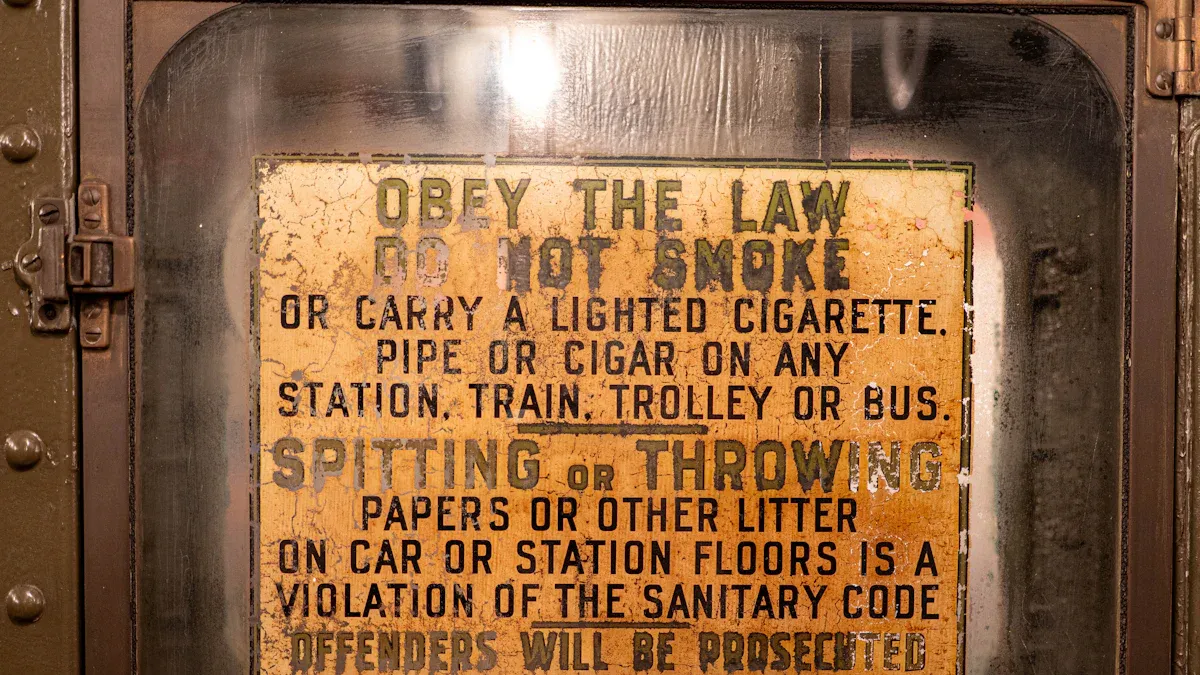 OBEY THE LAW
DO NOT SMOKE
OR CARRY A LIGHTED CIGARETTE,
PIPE OR CIGAR ON ANY
STATION, TRAIN, TROLLEY OR BUS.
SPITTING OR THROWING
PAPERS OR OTHER LITTER
ON CAR OR STATION FLOORS IS A
VIOLATION OF THE SANITARY CODE
OFFENDERS WILL BE PROSECUTED